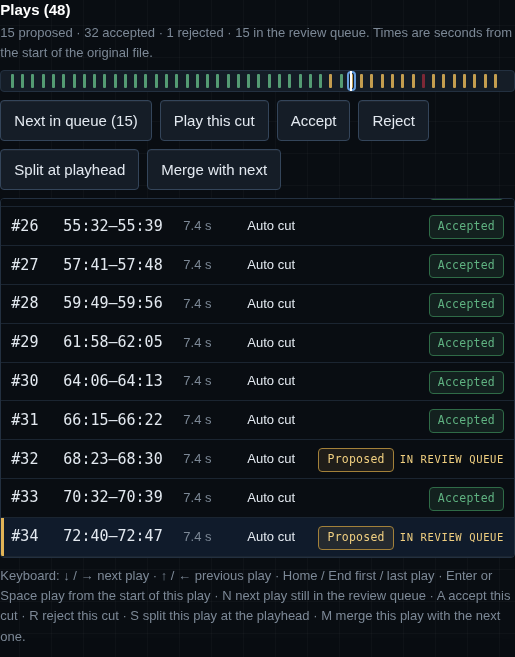 Plays (48)
15 proposed · 32 accepted · 1 rejected · 15 in the review queue. Times are seconds from
the start of the original file.
Next in queue (15) Play this cut Accept Reject
Split at playhead Merge with next
#26 55:32–55:39 7.4 s Auto cut Accepted
#27 57:41–57:48 7.4 s Auto cut Accepted
#28 59:49–59:56 7.4 s Auto cut Accepted
#29 61:58–62:05 7.4 s Auto cut Accepted
#30 64:06–64:13 7.4 s Auto cut Accepted
#31 66:15–66:22 7.4 s Auto cut Accepted
#32 68:23–68:30 7.4 s Auto cut Proposed IN REVIEW QUEUE
#33 70:32–70:39 7.4 s Auto cut Accepted
#34 72:40–72:47 7.4 s Auto cut Proposed IN REVIEW QUEUE
Keyboard: ↓ / → next play · ↑ / ← previous play · Home / End first / last play · Enter or
Space play from the start of this play · N next play still in the review queue · A accept this
cut · R reject this cut · S split this play at the playhead · M merge this play with the next
one.